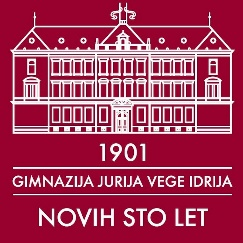 1901
GIMNAZIJA JURIJA VEGE IDRIJA
NOVIH STO LET